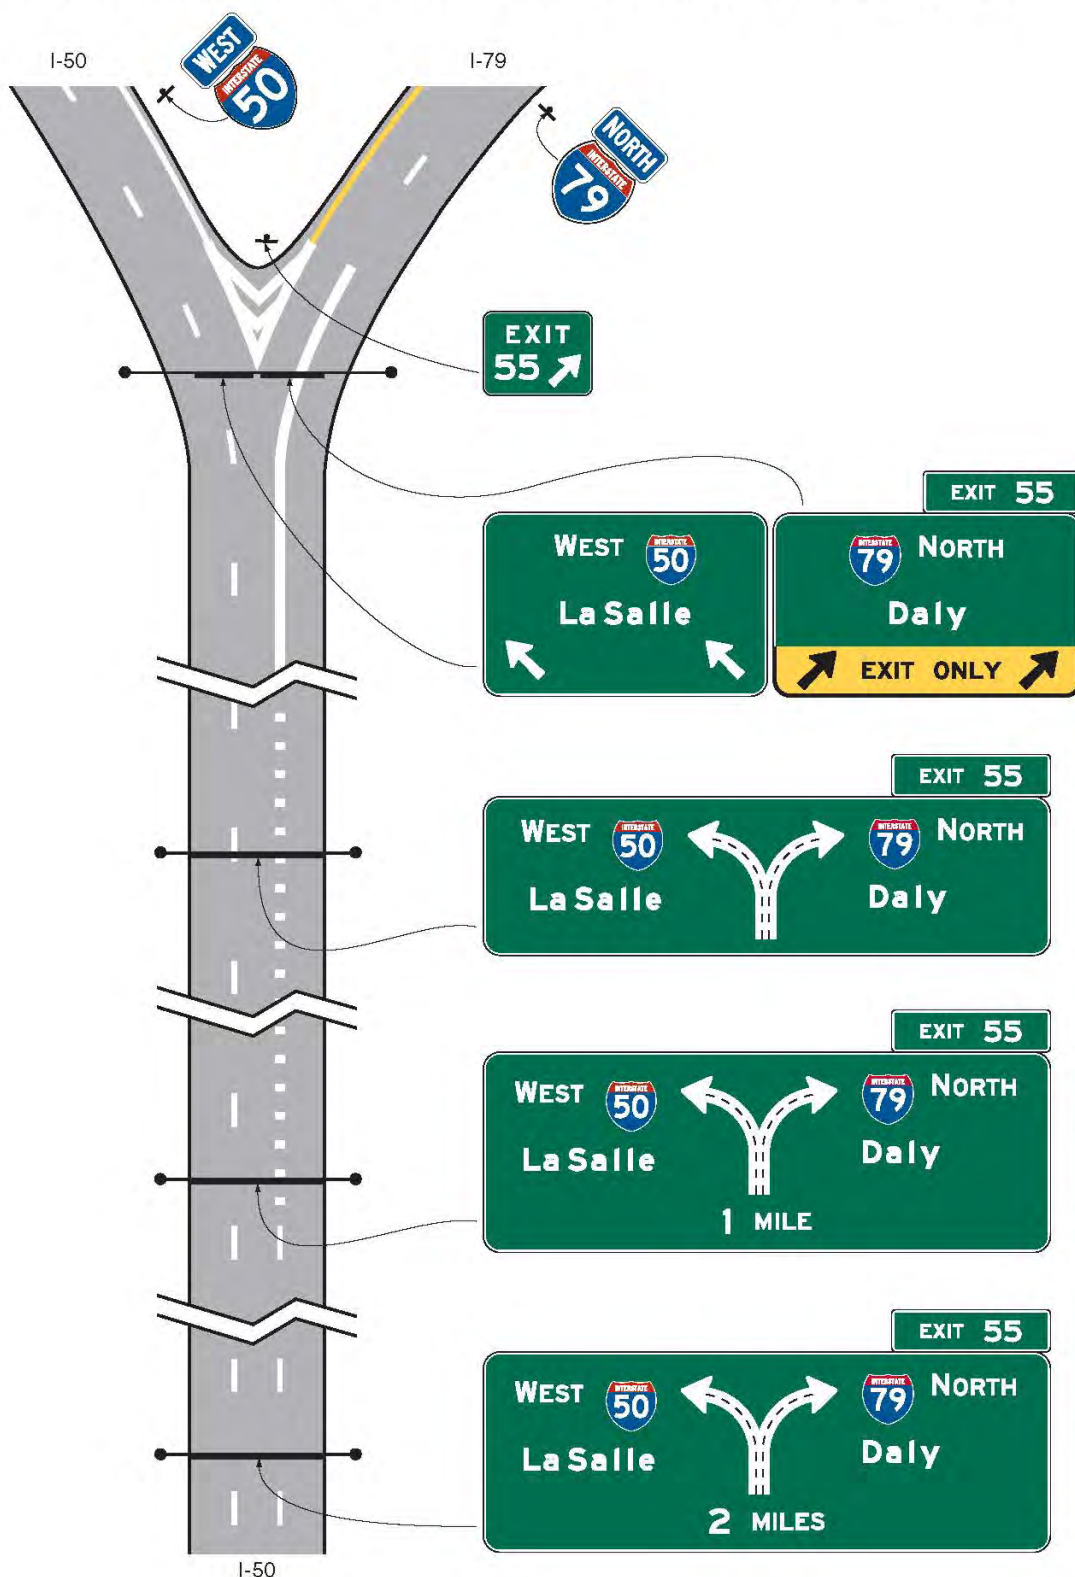 I-50
I-79
WEST
INTERSTATE
50
NORTH
INTERSTATE
79
EXIT
55
EXIT 55
WEST INTERSTATE 50
La Salle
INTERSTATE 79 NORTH
Daly
EXIT ONLY
EXIT 55
WEST INTERSTATE 50 INTERSTATE 79 NORTH
La Salle Daly
EXIT 55
WEST INTERSTATE 50 INTERSTATE 79 NORTH
La Salle Daly
1 MILE
EXIT 55
WEST INTERSTATE 50 INTERSTATE 79 NORTH
La Salle Daly
2 MILES
I-50